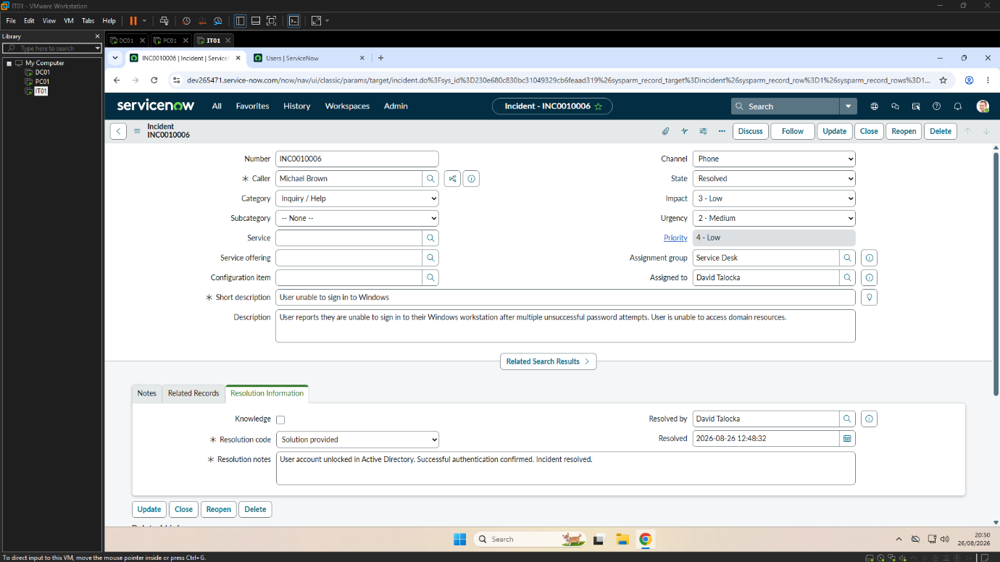 IT01 - VMware Workstation
File Edit View VM Tabs Help
Library
Type here to search
My Computer
DC01
PC01
IT01
DC01 PC01 IT01
INC0010006 | Incident | Service Users | ServiceNow
dev265471.service-now.com/now/nav/ui/classic/params/target/incident.do%3Fsys_id%3D230e680c830bc31049329cb6feaad319%26sysparm_record_target%3Dincident%26sysparm_record_row%3D1%26sysparm_record_rows%3D1...
servicenow All Favorites History Workspaces Admin Incident - INC0010006 Search
Incident
INC0010006
Discuss Follow Update Close Reopen Delete
Number INC0010006 Channel Phone
* Caller Michael Brown State Resolved
Category Inquiry / Help Impact 3 - Low
Subcategory -- None -- Urgency 2 - Medium
Service Priority 4 - Low
Service offering Assignment group Service Desk
Configuration item Assigned to David Talocka
* Short description User unable to sign in to Windows
Description User reports they are unable to sign in to their Windows workstation after multiple unsuccessful password attempts. User is unable to access domain resources.
Related Search Results
Notes Related Records Resolution Information
Knowledge Resolved by David Talocka
* Resolution code Solution provided Resolved 2026-08-26 12:48:32
* Resolution notes User account unlocked in Active Directory. Successful authentication confirmed. Incident resolved.
Update Close Reopen Delete
Search
20:50
26/08/2026
To direct input to this VM, move the mouse pointer inside or press Ctrl+G.